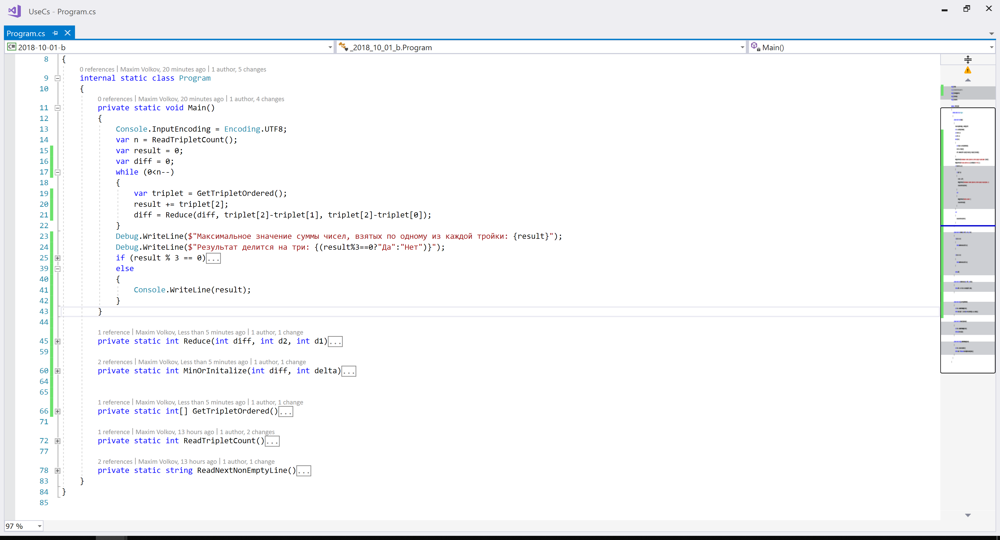 UseCs - Program.cs
Program.cs
C# 2018-10-01-b _2018_10_01_b.Program Main()
8 {
0 references | Maxim Volkov, 20 minutes ago | 1 author, 5 changes
9 internal static class Program
10 {
0 references | Maxim Volkov, 20 minutes ago | 1 author, 4 changes
11 private static void Main()
12 {
13 Console.InputEncoding = Encoding.UTF8;
14 var n = ReadTripletCount();
15 var result = 0;
16 var diff = 0;
17 while (0<n--)
18 {
19 var triplet = GetTripletOrdered();
20 result += triplet[2];
21 diff = Reduce(diff, triplet[2]-triplet[1], triplet[2]-triplet[0]);
22 }
23 Debug.WriteLine($"Максимальное значение суммы чисел, взятых по одному из каждой тройки: {result}");
24 Debug.WriteLine($"Результат делится на три: {(result%3==0?"Да":"Нет")}");
25 if (result % 3 == 0)...
39 else
40 {
41 Console.WriteLine(result);
42 }
43 }
44
1 reference | Maxim Volkov, Less than 5 minutes ago | 1 author, 1 change
45 private static int Reduce(int diff, int d2, int d1)...
59
2 references | Maxim Volkov, Less than 5 minutes ago | 1 author, 1 change
60 private static int MinOrInitalize(int diff, int delta)...
64
65
1 reference | Maxim Volkov, Less than 5 minutes ago | 1 author, 1 change
66 private static int[] GetTripletOrdered()...
71
1 reference | Maxim Volkov, 13 hours ago | 1 author, 2 changes
72 private static int ReadTripletCount()...
77
2 references | Maxim Volkov, 13 hours ago | 1 author, 1 change
78 private static string ReadNextNonEmptyLine()...
83 }
84 }
85
97 %